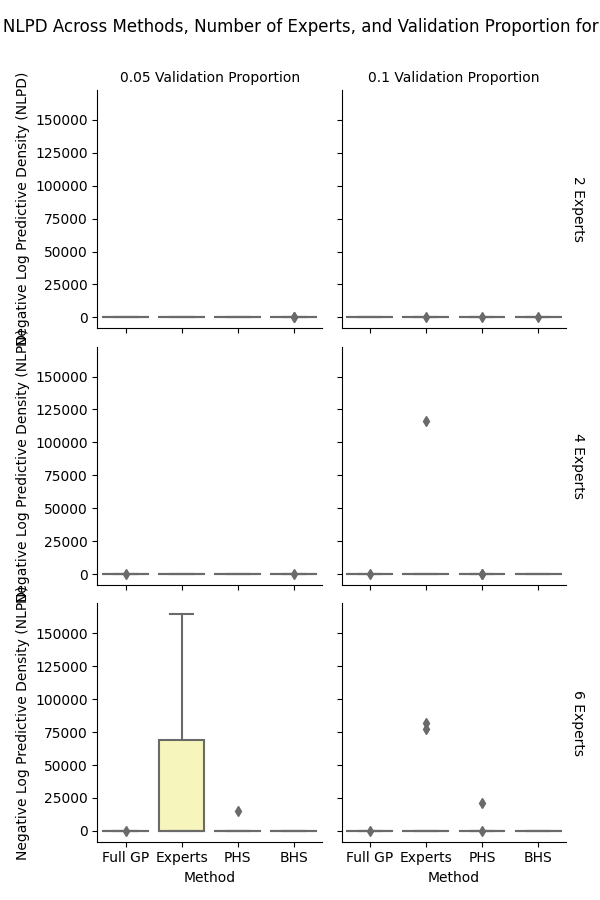 NLPD Across Methods, Number of Experts, and Validation Proportion for
0.05 Validation Proportion
0.1 Validation Proportion
Negative Log Predictive Density (NLPD)
150000
125000
100000
75000
50000
25000
0
2 Experts
Negative Log Predictive Density (NLPD)
150000
125000
100000
75000
50000
25000
0
4 Experts
Negative Log Predictive Density (NLPD)
150000
125000
100000
75000
50000
25000
0
6 Experts
Full GP Experts PHS BHS
Full GP Experts PHS BHS
Method
Method